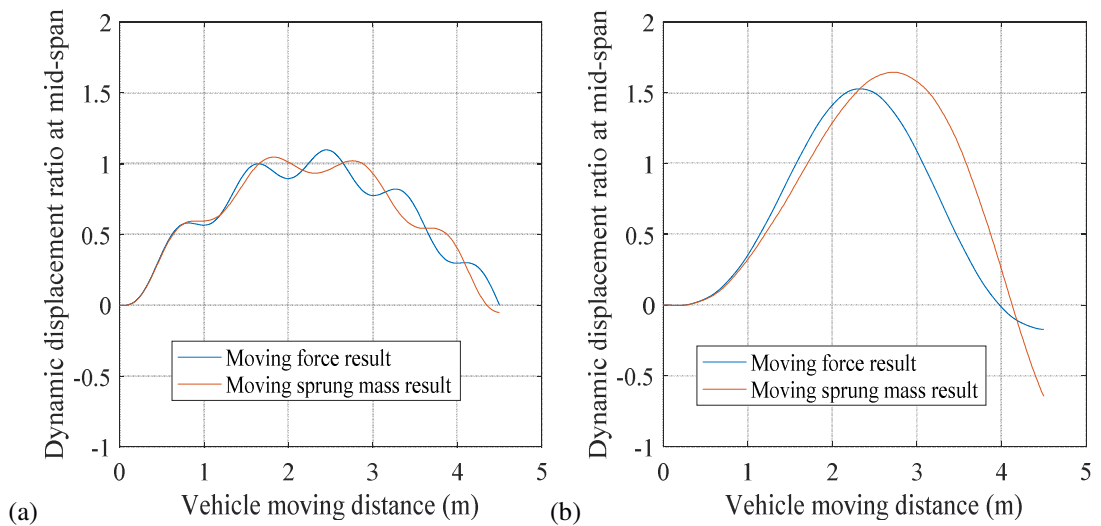 Dynamic displacement ratio at mid-span
2
1.5
1
0.5
0
-0.5
-1
Moving force result
Moving sprung mass result
0 1 2 3 4 5
Vehicle moving distance (m)
(a)
Dynamic displacement ratio at mid-span
2
1.5
1
0.5
0
-0.5
-1
Moving force result
Moving sprung mass result
0 1 2 3 4 5
Vehicle moving distance (m)
(b)